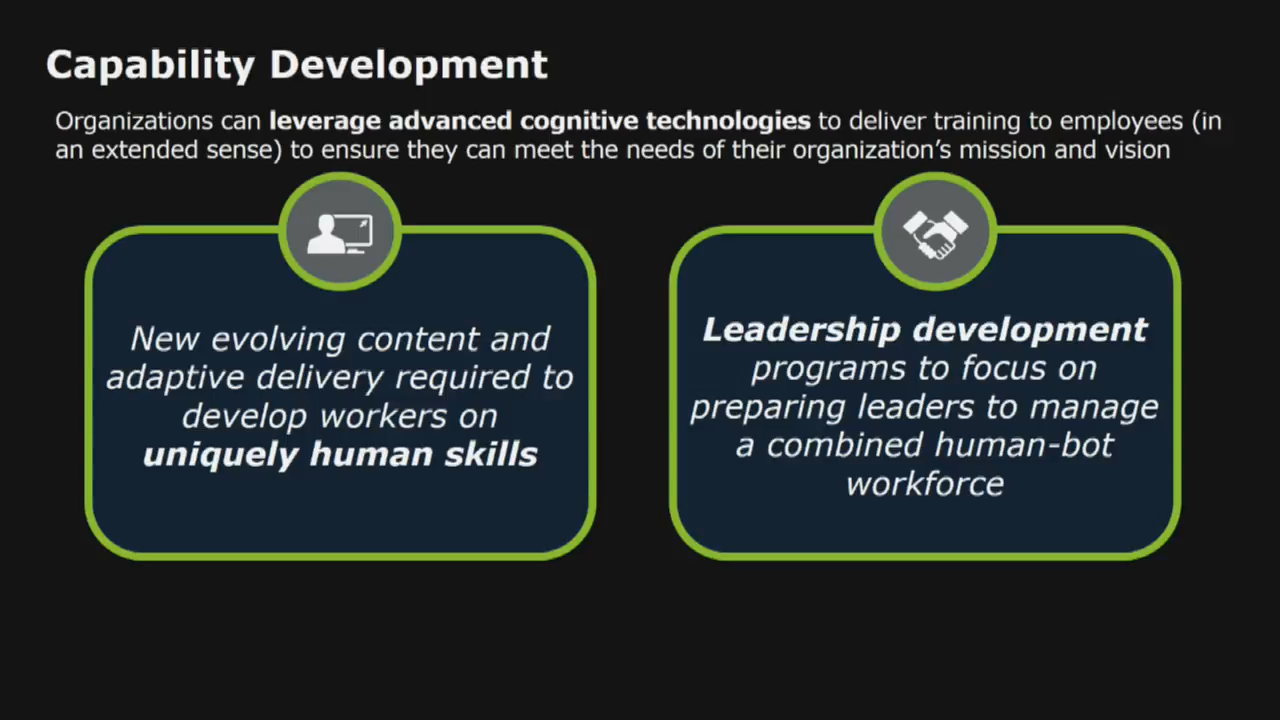 Capability Development
Organizations can leverage advanced cognitive technologies to deliver training to employees (in
an extended sense) to ensure they can meet the needs of their organization’s mission and vision
New evolving content and
adaptive delivery required to
develop workers on
uniquely human skills
Leadership development
programs to focus on
preparing leaders to manage
a combined human-bot
workforce